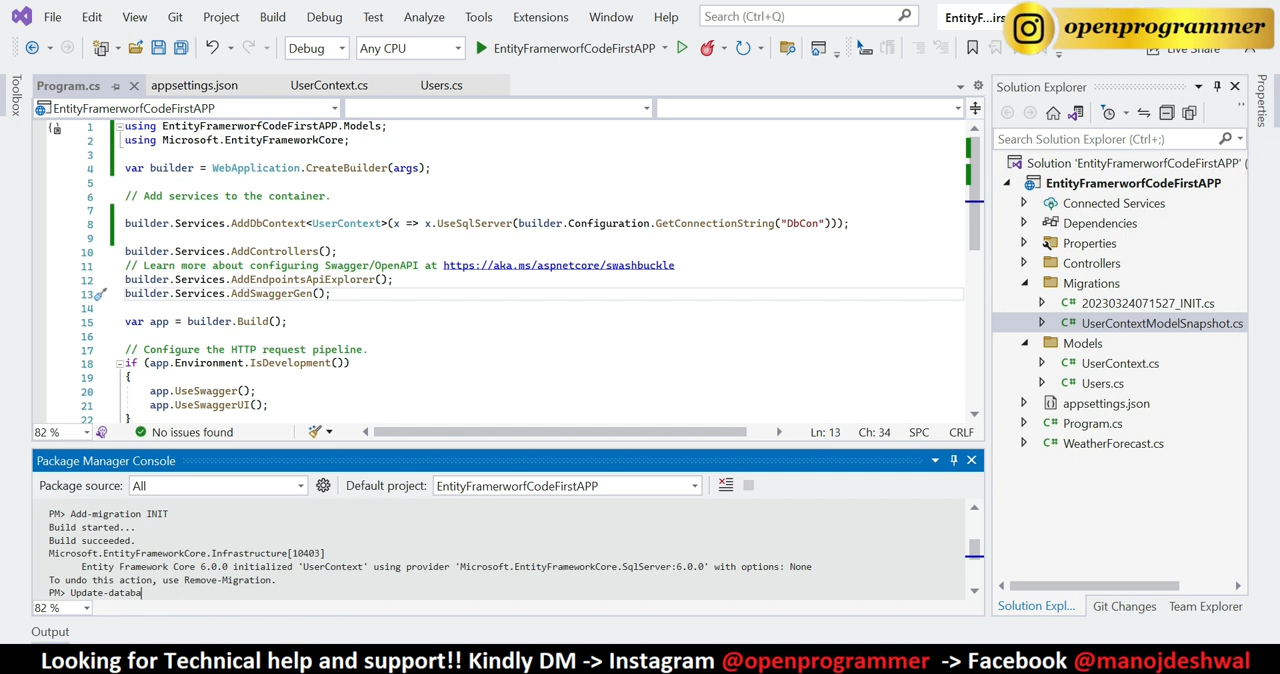 File Edit View Git Project Build Debug Test Analyze Tools Extensions Window Help Search (Ctrl+Q) EntityF...irs
openprogrammer
Debug Any CPU EntityFramerworfCodeFirstAPP Live Share
Toolbox
Program.cs appsettings.json UserContext.cs Users.cs
EntityFramerworfCodeFirstAPP
1 using EntityFramerworfCodeFirstAPP.Models;
2 using Microsoft.EntityFrameworkCore;
3
4 var builder = WebApplication.CreateBuilder(args);
5
6 // Add services to the container.
7
8 builder.Services.AddDbContext<UserContext>(x => x.UseSqlServer(builder.Configuration.GetConnectionString("DbCon")));
9
10 builder.Services.AddControllers();
11 // Learn more about configuring Swagger/OpenAPI at https://aka.ms/aspnetcore/swashbuckle
12 builder.Services.AddEndpointsApiExplorer();
13 builder.Services.AddSwaggerGen();
14
15 var app = builder.Build();
16
17 // Configure the HTTP request pipeline.
18 if (app.Environment.IsDevelopment())
19 {
20 app.UseSwagger();
21 app.UseSwaggerUI();
22 }
82 % No issues found Ln: 13 Ch: 34 SPC CRLF
Package Manager Console
Package source: All Default project: EntityFramerworfCodeFirstAPP
PM> Add-migration INIT
Build started...
Build succeeded.
Microsoft.EntityFrameworkCore.Infrastructure[10403]
Entity Framework Core 6.0.0 initialized 'UserContext' using provider 'Microsoft.EntityFrameworkCore.SqlServer:6.0.0' with options: None
To undo this action, use Remove-Migration.
PM> Update-databa
82 %
Output
Solution Explorer
Search Solution Explorer (Ctrl+;)
Solution 'EntityFramerworfCodeFirstAPP' (
EntityFramerworfCodeFirstAPP
Connected Services
Dependencies
Properties
Controllers
Migrations
C# 20230324071527_INIT.cs
C# UserContextModelSnapshot.cs
Models
C# UserContext.cs
C# Users.cs
appsettings.json
C# Program.cs
C# WeatherForecast.cs
Solution Expl... Git Changes Team Explorer
Properties
Looking for Technical help and support!! Kindly DM -> Instagram @openprogrammer -> Facebook @manojdeshwal